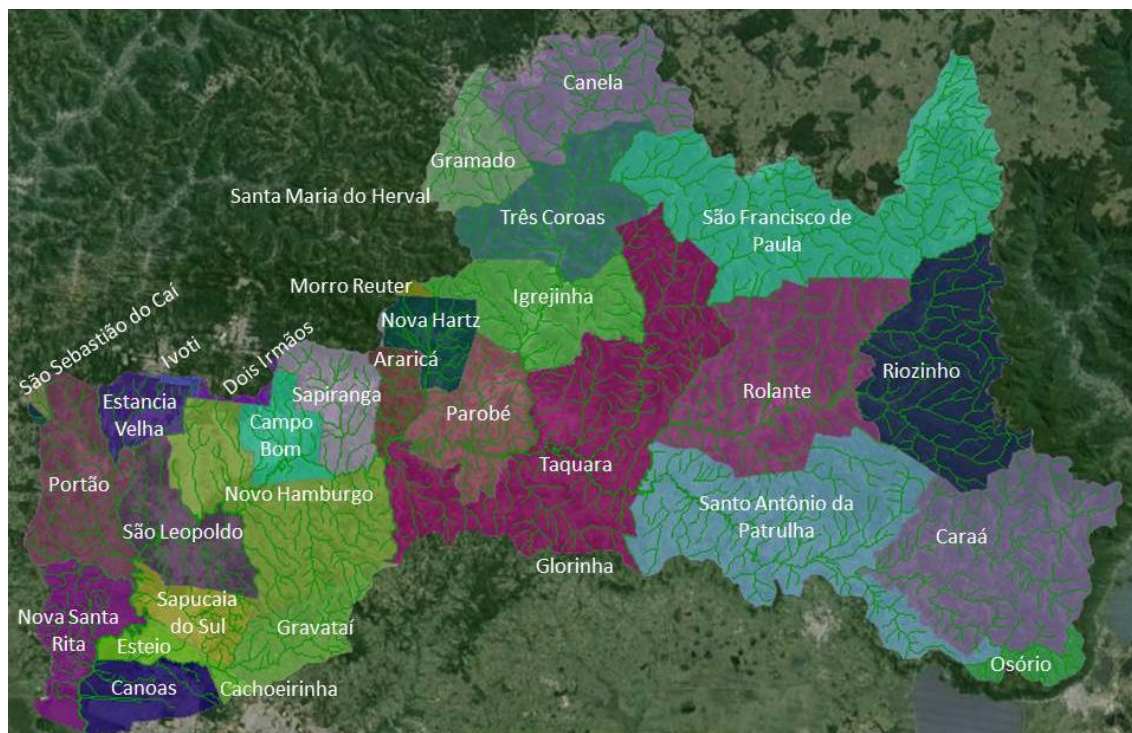 Canela
Gramado
Santa Maria do Herval
Três Coroas
São Francisco de
Paula
Morro Reuter
Igrejinha
Nova Hartz
São Sebastião do Caí
Ivoti
Dois Irmãos
Araricá
Sapiranga
Riozinho
Estancia
Velha
Rolante
Campo
Bom
Parobé
Portão
Taquara
Novo Hamburgo
Santo Antônio da
Patrulha
São Leopoldo
Caraá
Glorinha
Sapucaia
do Sul
Nova Santa
Rita
Gravataí
Esteio
Osório
Canoas
Cachoeirinha